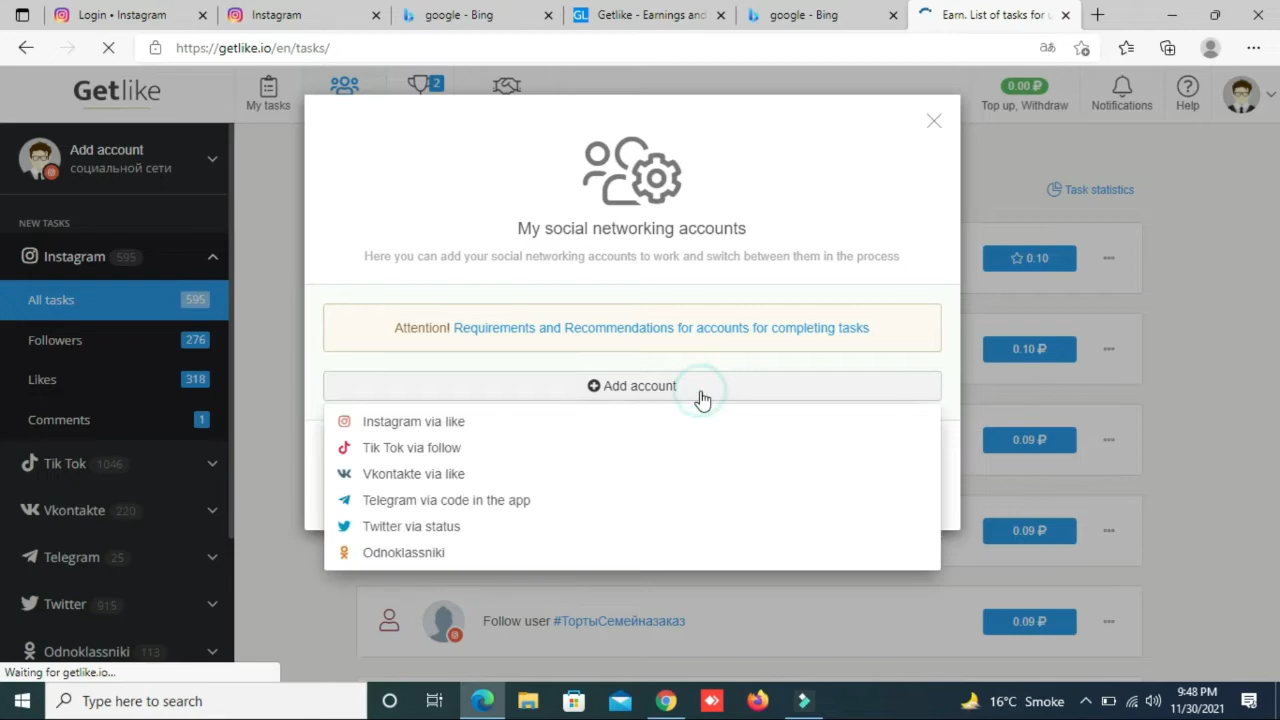 Login • Instagram
Instagram
google - Bing
Getlike - Earnings and
google - Bing
Earn. List of tasks for u
https://getlike.io/en/tasks/
Getlike
My tasks
2
0.00 ₽
Top up, Withdraw
Notifications
Help
Add account
социальной сети
NEW TASKS
Instagram 595
All tasks 595
Followers 276
Likes 318
Comments 1
Tik Tok 1046
Vkontakte 220
Telegram 25
Twitter 915
Odnoklassniki 113
My social networking accounts
Here you can add your social networking accounts to work and switch between them in the process
Attention! Requirements and Recommendations for accounts for completing tasks
Add account
Instagram via like
Tik Tok via follow
Vkontakte via like
Telegram via code in the app
Twitter via status
Odnoklassniki
Task statistics
0.10
0.10 ₽
0.09 ₽
0.09 ₽
Follow user #ТортыСемейназаказ
0.09 ₽
Waiting for getlike.io...
Type here to search
16°C Smoke
9:48 PM
11/30/2021